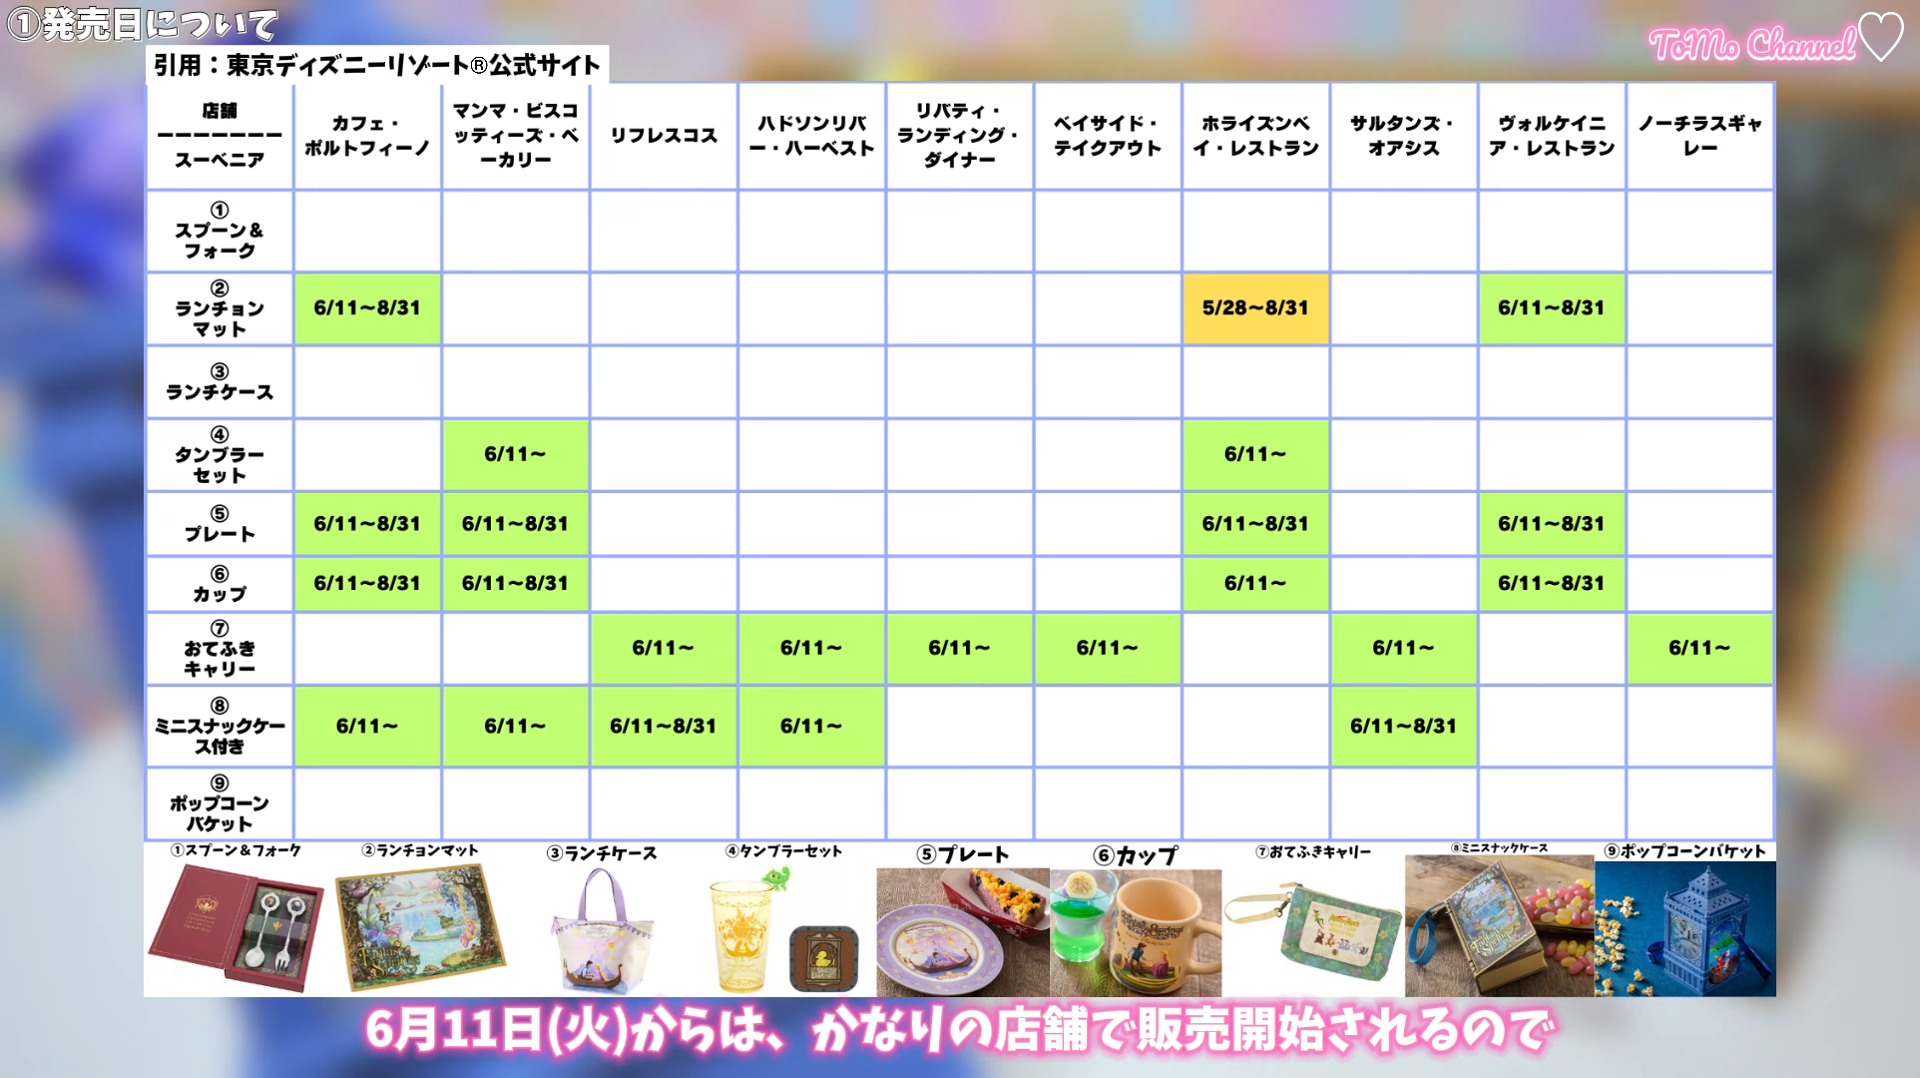 ①発売日について
ToMo Channel♡
引用：東京ディズニーリゾート®公式サイト
店舗
ーーーーーーー
スーベニア
カフェ・
ポルトフィーノ
マンマ・ビスコ
ッティーズ・ベ
ーカリー
リフレスコス
ハドソンリバ
ー・ハーベスト
リバティ・
ランディング・
ダイナー
ベイサイド・
テイクアウト
ホライズンベ
イ・レストラン
サルタンズ・
オアシス
ヴォルケイニ
ア・レストラン
ノーチラスギャ
レー
①
スプーン＆
フォーク
②
ランチョン
マット
6/11〜8/31
5/28〜8/31
6/11〜8/31
③
ランチケース
④
タンブラー
セット
6/11〜
6/11〜
⑤
プレート
6/11〜8/31
6/11〜8/31
6/11〜8/31
6/11〜8/31
⑥
カップ
6/11〜8/31
6/11〜8/31
6/11〜
6/11〜8/31
⑦
おてふき
キャリー
6/11〜
6/11〜
6/11〜
6/11〜
6/11〜
6/11〜
⑧
ミニスナックケー
ス付き
6/11〜
6/11〜
6/11〜8/31
6/11〜
6/11〜8/31
⑨
ポップコーン
バケット
①スプーン＆フォーク
②ランチョンマット
③ランチケース
④タンブラーセット
⑤プレート
⑥カップ
⑦おてふきキャリー
⑧ミニスナックケース
⑨ポップコーンバケット
6月11日(火)からは、かなりの店舗で販売開始されるので